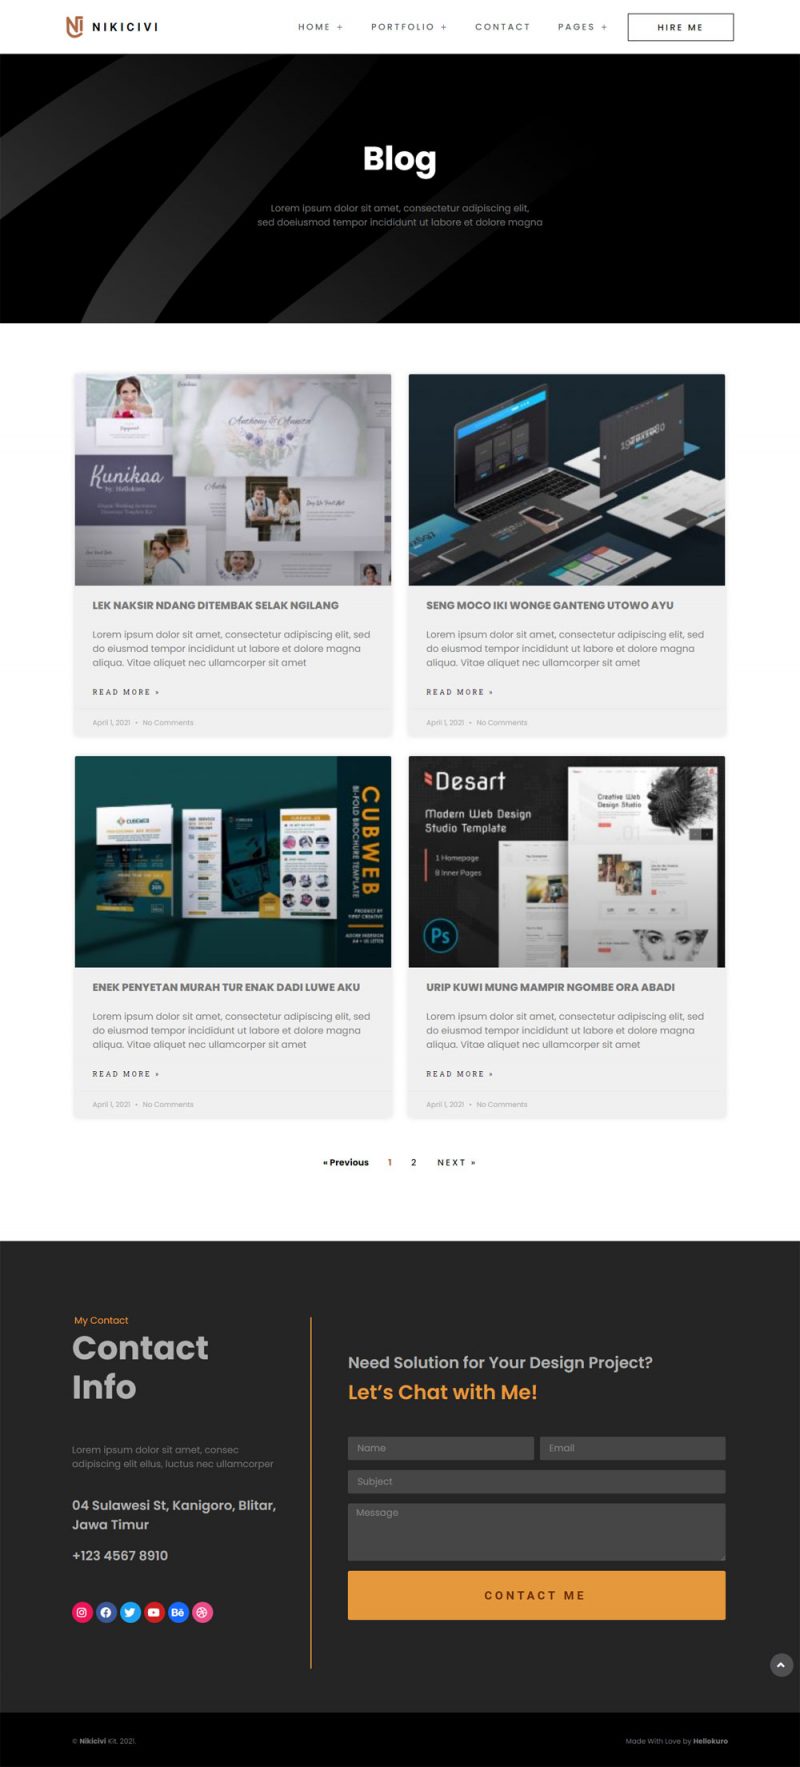 NIKICIVI
HOME +
PORTFOLIO +
CONTACT
PAGES +
HIRE ME
Blog
Lorem ipsum dolor sit amet, consectetur adipiscing elit,
sed doeiusmod tempor incididunt ut labore et dolore magna
Kunikaa
by: Hellokuro
Anthony & Annita
LEK NAKSIR NDANG DITEMBAK SELAK NGILANG
Lorem ipsum dolor sit amet, consectetur adipiscing elit, sed
do eiusmod tempor incididunt ut labore et dolore magna
aliqua. Vitae aliquet nec ullamcorper sit amet
READ MORE »
April 1, 2021 • No Comments
SENG MOCO IKI WONGE GANTENG UTOWO AYU
Lorem ipsum dolor sit amet, consectetur adipiscing elit, sed
do eiusmod tempor incididunt ut labore et dolore magna
aliqua. Vitae aliquet nec ullamcorper sit amet
READ MORE »
April 1, 2021 • No Comments
CUBEWEB
CUBWEB
BI-FOLD BROCHURE TEMPLATE
ENEK PENYETAN MURAH TUR ENAK DADI LUWE AKU
Lorem ipsum dolor sit amet, consectetur adipiscing elit, sed
do eiusmod tempor incididunt ut labore et dolore magna
aliqua. Vitae aliquet nec ullamcorper sit amet
READ MORE »
April 1, 2021 • No Comments
Desart
Modern Web Design
Studio Template
1 Homepage
8 Inner Pages
Ps
Creative Web
Design Studio
URIP KUWI MUNG MAMPIR NGOMBE ORA ABADI
Lorem ipsum dolor sit amet, consectetur adipiscing elit, sed
do eiusmod tempor incididunt ut labore et dolore magna
aliqua. Vitae aliquet nec ullamcorper sit amet
READ MORE »
April 1, 2021 • No Comments
« Previous 1 2 NEXT »
My Contact
Contact
Info
Lorem ipsum dolor sit amet, consec
adipiscing elit ellus, luctus nec ullamcorper
04 Sulawesi St, Kanigoro, Blitar,
Jawa Timur
+123 4567 8910
Bē
Need Solution for Your Design Project?
Let's Chat with Me!
Name
Email
Subject
Message
CONTACT ME
© Nikicivi Kit. 2021.
Made With Love by Hellokuro